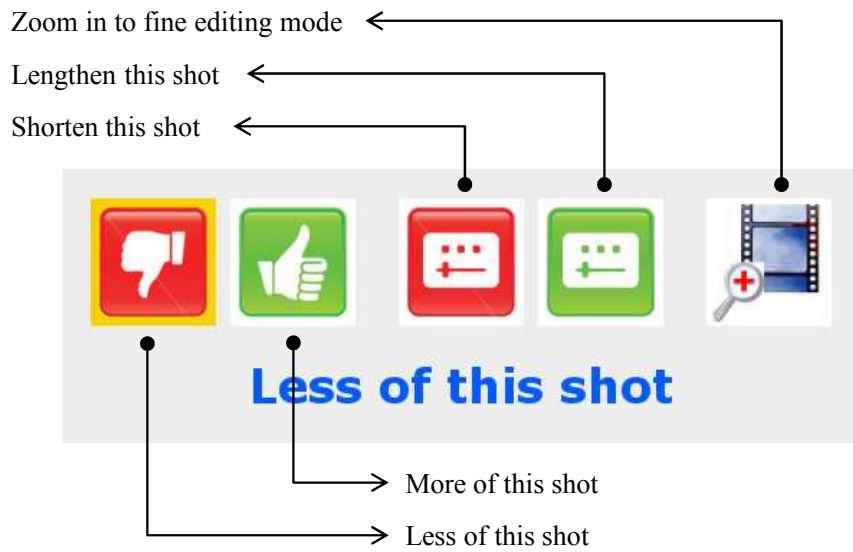 Zoom in to fine editing mode
Lengthen this shot
Shorten this shot
Less of this shot
More of this shot
Less of this shot